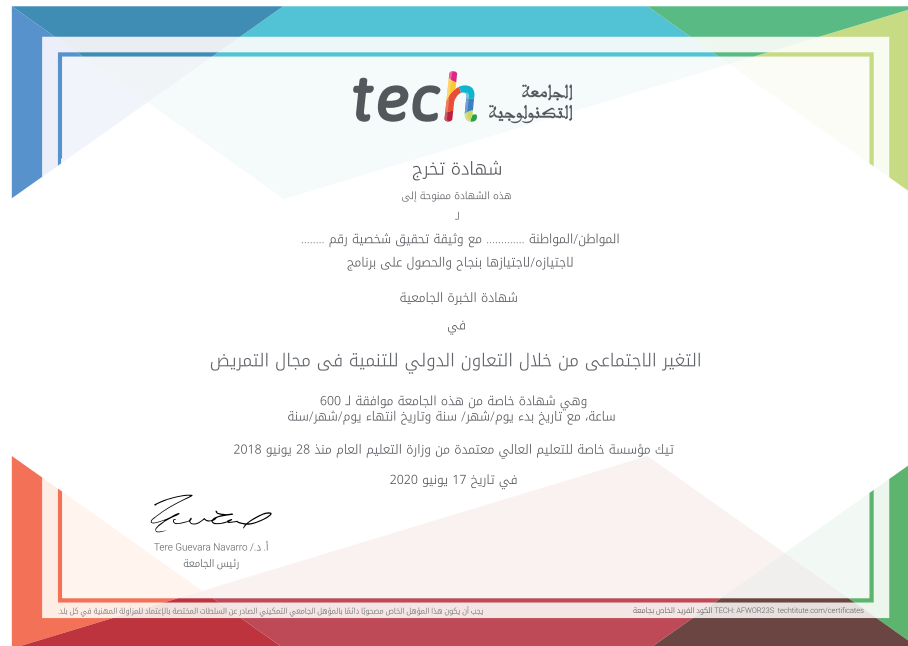 tech
الجامعة
التكنولوجية
شهادة تخرج
هذه الشهادة ممنوحة إلى
لـ
المواطن/المواطنة ............. مع وثيقة تحقيق شخصية رقم ........
لاجتيازه/لاجتيازها بنجاح والحصول على برنامج
شهادة الخبرة الجامعية
في
التغير الاجتماعى من خلال التعاون الدولي للتنمية فى مجال التمريض
وهي شهادة خاصة من هذه الجامعة موافقة لـ 600
ساعة، مع تاريخ بدء يوم/شهر/ سنة وتاريخ انتهاء يوم/شهر/سنة
تيك مؤسسة خاصة للتعليم العالي معتمدة من وزارة التعليم العام منذ 28 يونيو 2018
في تاريخ 17 يونيو 2020
أ. د./ Tere Guevara Navarro
رئيس الجامعة
يجب أن يكون هذا المؤهل الخاص مصحوبًا دائمًا بالمؤهل الجامعي التمكيني الصادر عن السلطات المختصة بالإعتماد للمزاولة المهنية في كل بلد.
الكود الفريد الخاص بجامعة TECH: AFWOR23S techtitute.com/certificates